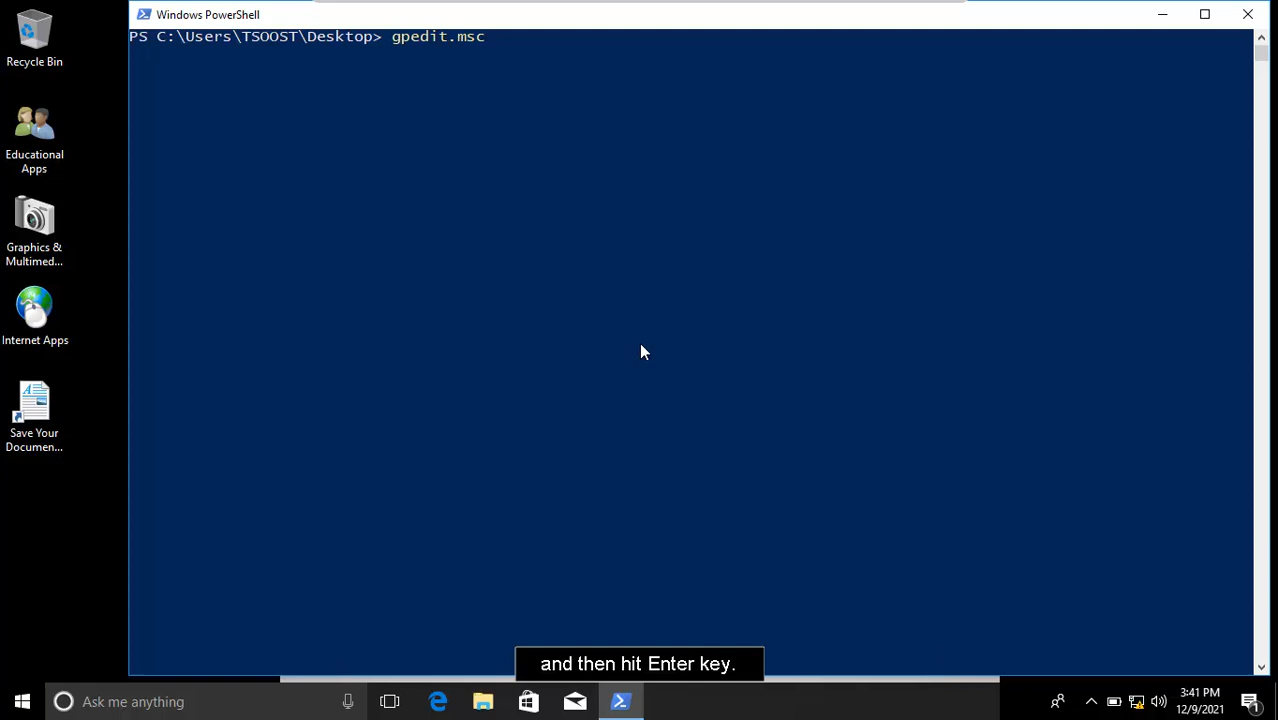 Windows PowerShell
PS C:\Users\TSOOST\Desktop> gpedit.msc
Recycle Bin
Educational
Apps
Graphics &
Multimed...
Internet Apps
Save Your
Documen...
and then hit Enter key.
Ask me anything
3:41 PM
12/9/2021
1